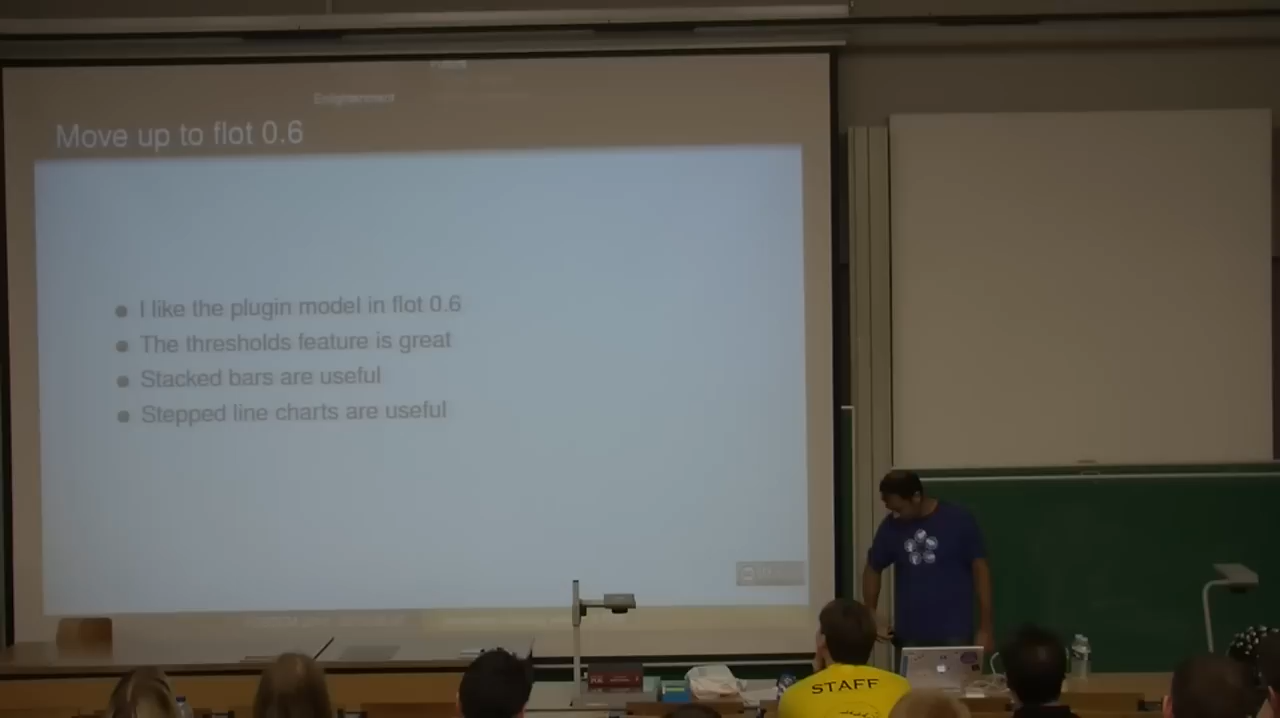 Enlightenment
Move up to flot 0.6
I like the plugin model in flot 0.6
The thresholds feature is great
Stacked bars are useful
Stepped line charts are useful
STAFF